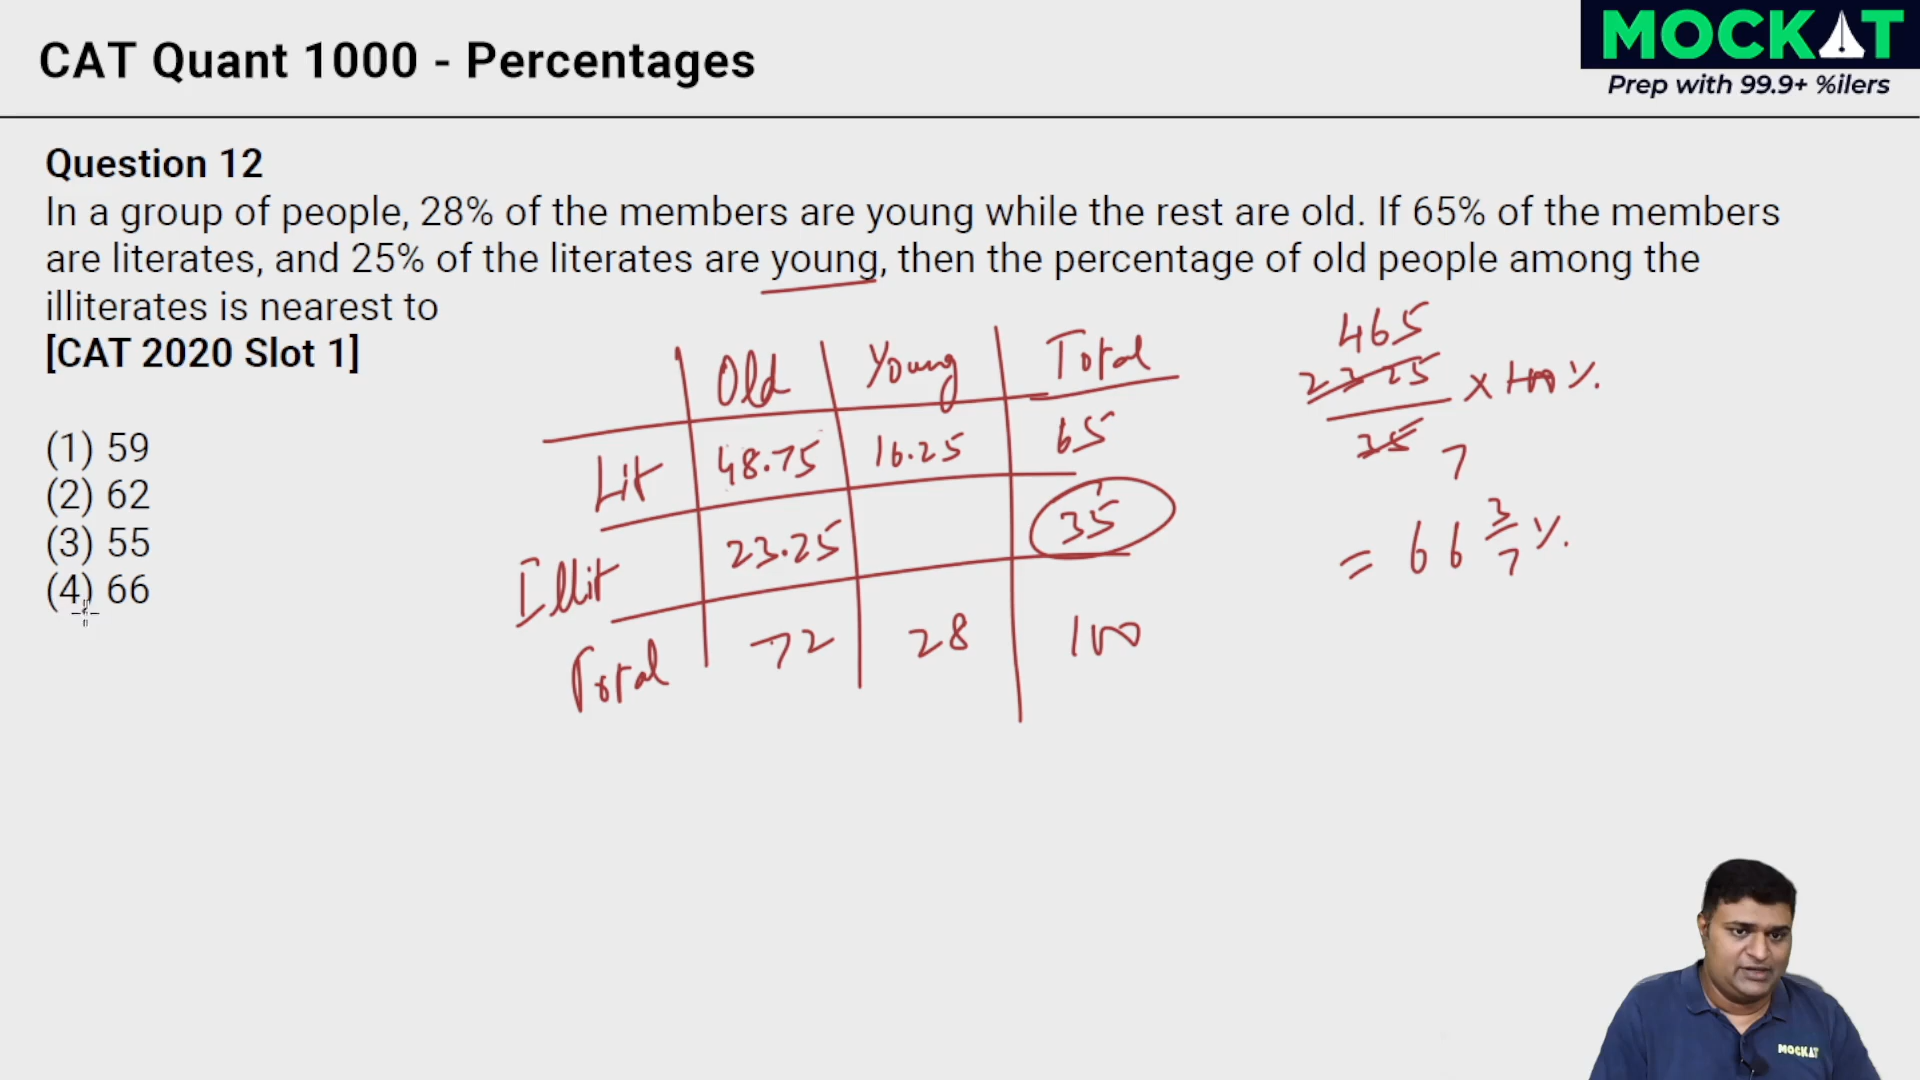 CAT Quant 1000 - Percentages
MOCKAT
Prep with 99.9+ %ilers
Question 12
In a group of people, 28% of the members are young while the rest are old. If 65% of the members
are literates, and 25% of the literates are young, then the percentage of old people among the
illiterates is nearest to
[CAT 2020 Slot 1]
(1) 59
(2) 62
(3) 55
(4) 66
Old Young Total
Lit 48.75 16.25 65
Illit 23.25 35
Total 72 28 100
465
23.25 × 100 %
35 7
= 66 3/7 %
MOCKAT